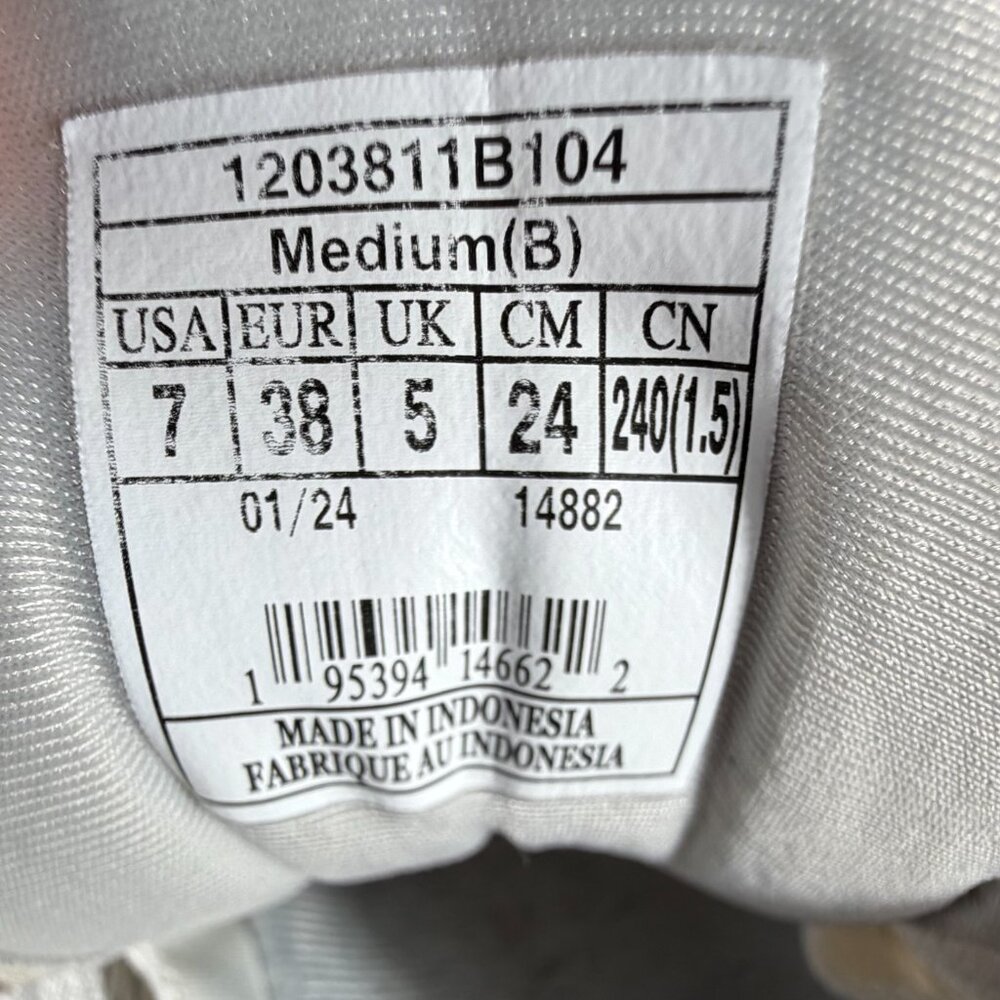 1203811B104
Medium(B)
USA EUR UK CM CN
7 38 5 24 240(1.5)
01/24 14882
1 95394 14662 2
MADE IN INDONESIA
FABRIQUE AU INDONESIA